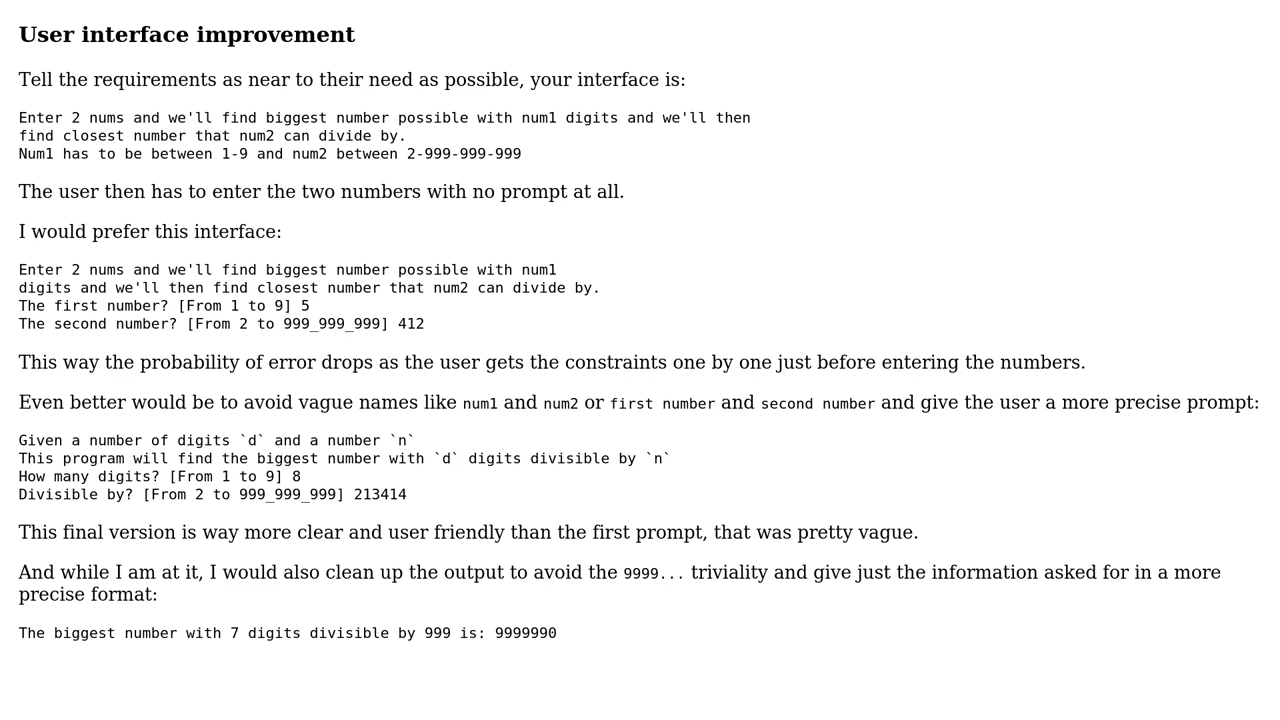 User interface improvement
Tell the requirements as near to their need as possible, your interface is:
Enter 2 nums and we'll find biggest number possible with num1 digits and we'll then
find closest number that num2 can divide by.
Num1 has to be between 1-9 and num2 between 2-999-999-999
The user then has to enter the two numbers with no prompt at all.
I would prefer this interface:
Enter 2 nums and we'll find biggest number possible with num1
digits and we'll then find closest number that num2 can divide by.
The first number? [From 1 to 9] 5
The second number? [From 2 to 999_999_999] 412
This way the probability of error drops as the user gets the constraints one by one just before entering the numbers.
Even better would be to avoid vague names like num1 and num2 or first number and second number and give the user a more precise prompt:
Given a number of digits `d` and a number `n`
This program will find the biggest number with `d` digits divisible by `n`
How many digits? [From 1 to 9] 8
Divisible by? [From 2 to 999_999_999] 213414
This final version is way more clear and user friendly than the first prompt, that was pretty vague.
And while I am at it, I would also clean up the output to avoid the 9999... triviality and give just the information asked for in a more
precise format:
The biggest number with 7 digits divisible by 999 is: 9999990